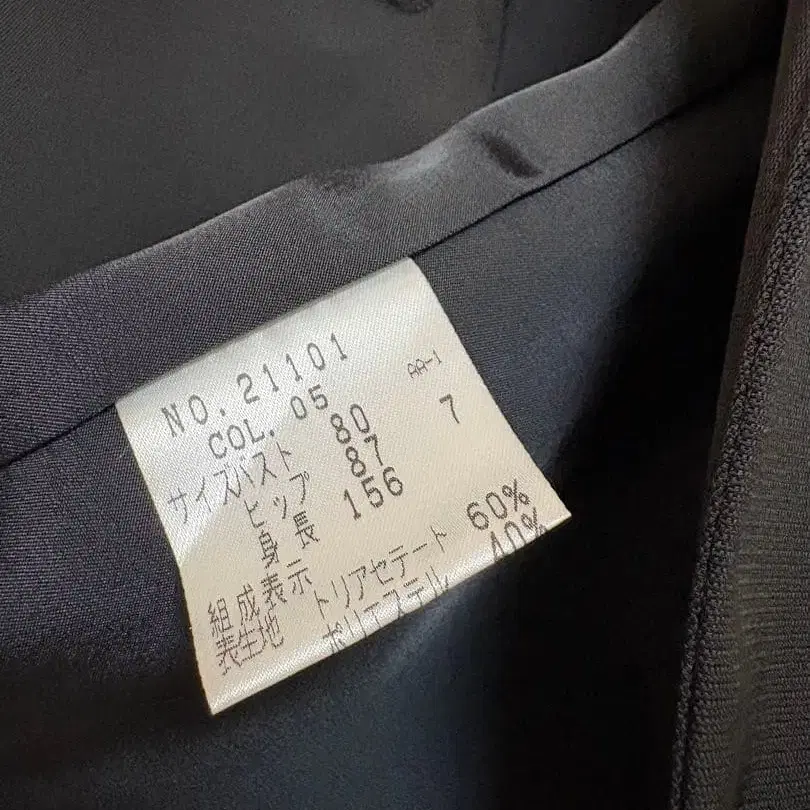 NO.21101 AA-1
COL. 05
サイズバスト 80 7
ヒップ 87
身長 156
組成表示
表生地 トリアセテート 60%
ポリエステル 40%